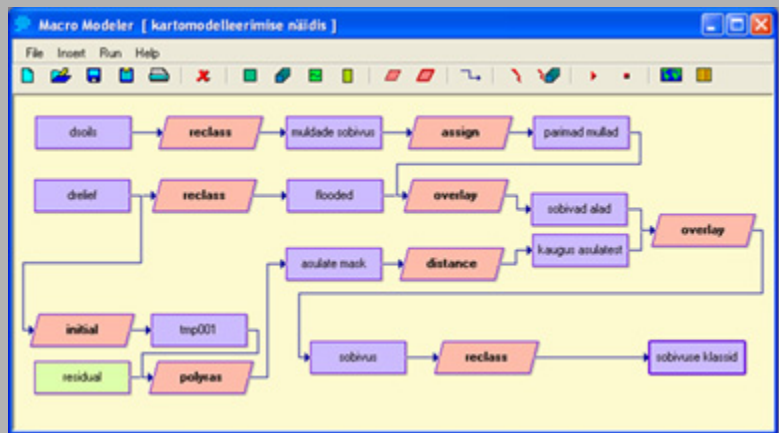 Macro Modeler [ kartomodelleerimise näidis ]
File Insert Run Help
dsoils reclass muldade sobivus assign parimad mullad
drelief reclass flooded overlay sobivad alad
overlay
asulate mask distance kaugus asulatest
initial tmp001
sobivus reclass sobivuse klassid
residual polyras